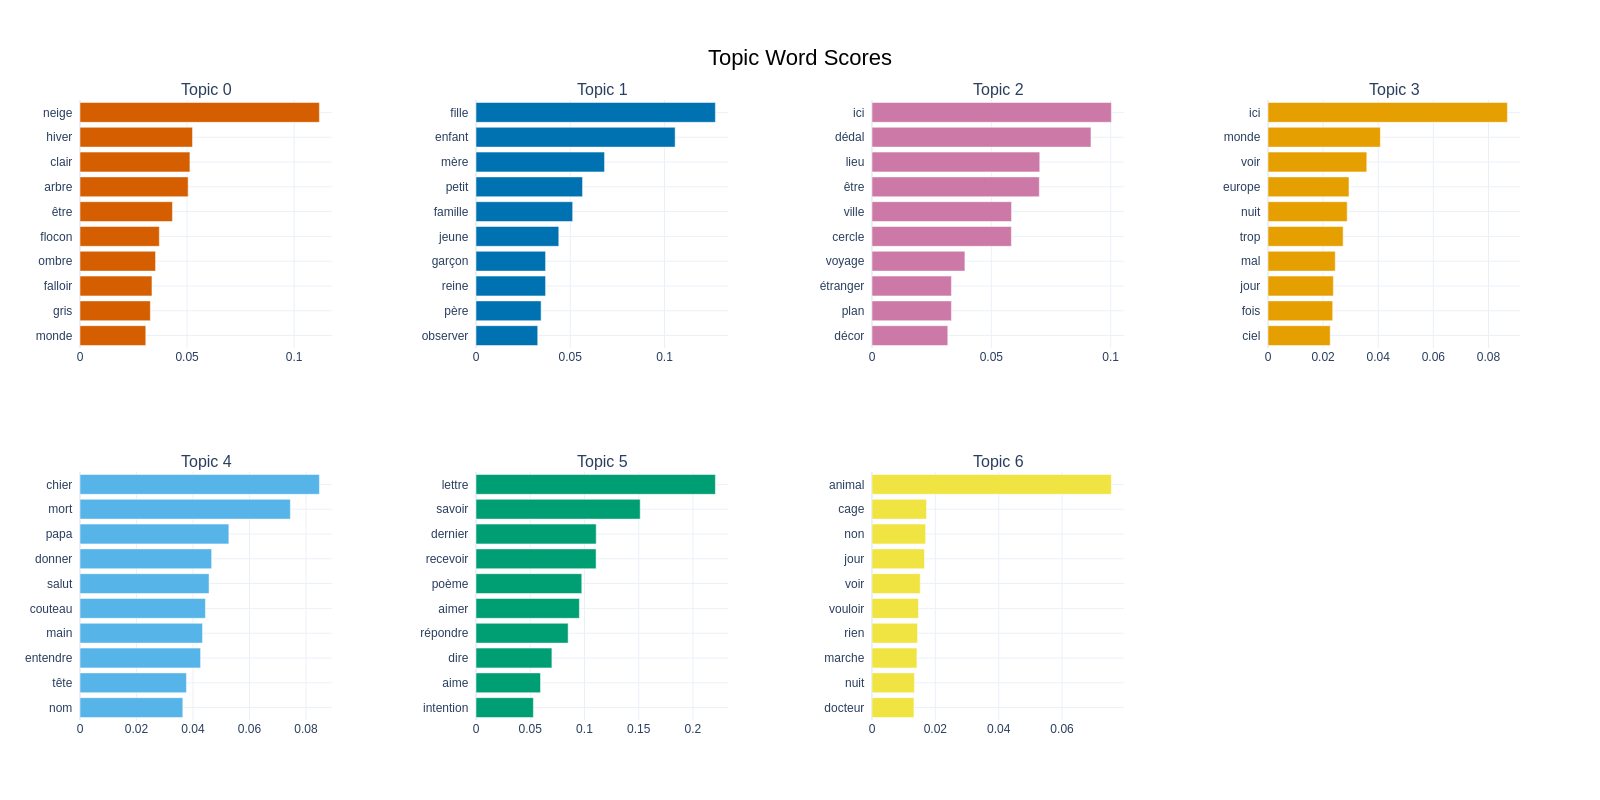 Topic Word Scores
Topic 0
neige
hiver
clair
arbre
être
flocon
ombre
falloir
gris
monde
0 0.05 0.1
Topic 1
fille
enfant
mère
petit
famille
jeune
garçon
reine
père
observer
0 0.05 0.1
Topic 2
ici
dédal
lieu
être
ville
cercle
voyage
étranger
plan
décor
0 0.05 0.1
Topic 3
ici
monde
voir
europe
nuit
trop
mal
jour
fois
ciel
0 0.02 0.04 0.06 0.08
Topic 4
chier
mort
papa
donner
salut
couteau
main
entendre
tête
nom
0 0.02 0.04 0.06 0.08
Topic 5
lettre
savoir
dernier
recevoir
poème
aimer
répondre
dire
aime
intention
0 0.05 0.1 0.15 0.2
Topic 6
animal
cage
non
jour
voir
vouloir
rien
marche
nuit
docteur
0 0.02 0.04 0.06